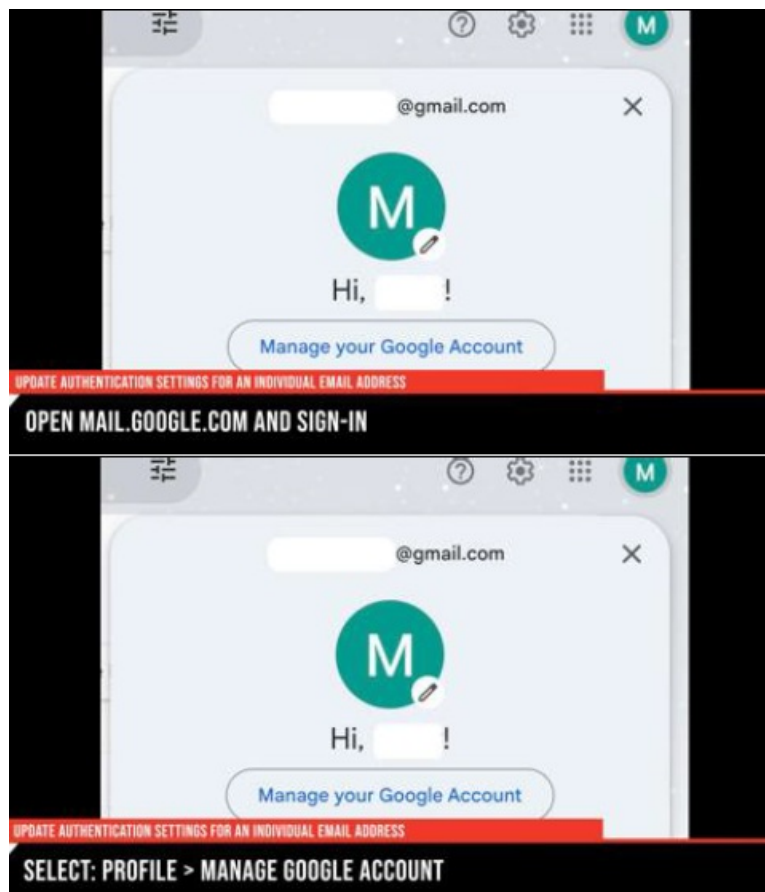 M
@gmail.com
M
Hi, !
Manage your Google Account
UPDATE AUTHENTICATION SETTINGS FOR AN INDIVIDUAL EMAIL ADDRESS
OPEN MAIL.GOOGLE.COM AND SIGN-IN
M
@gmail.com
M
Hi, !
Manage your Google Account
UPDATE AUTHENTICATION SETTINGS FOR AN INDIVIDUAL EMAIL ADDRESS
SELECT: PROFILE > MANAGE GOOGLE ACCOUNT